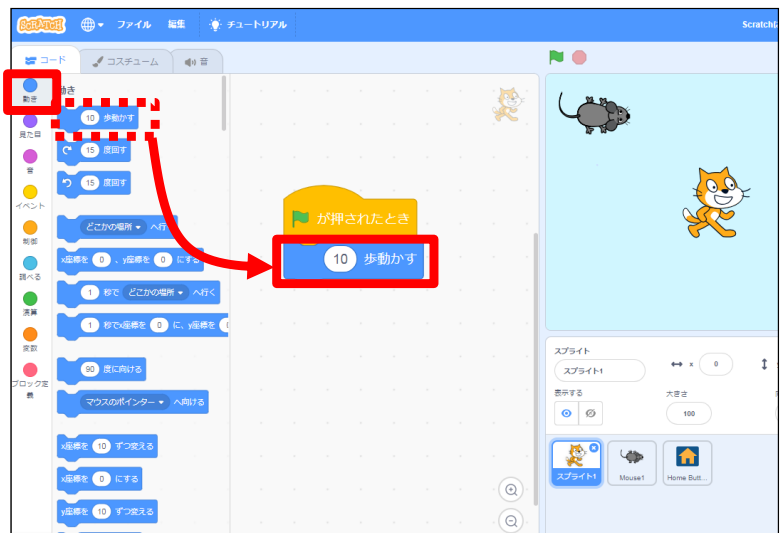 SCRATCH ファイル 編集 チュートリアル
コード コスチューム 音
動き
見た目
音
イベント
制御
調べる
演算
変数
ブロック定
義
動き
10 歩動かす
15 度回す
15 度回す
どこかの場所 へ行
x座標を 0 、y座標を 0 にする
1 秒で どこかの場所 へ行く
1 秒でx座標を 0 に、y座標を
90 度に向ける
マウスのポインター へ向ける
x座標を 10 ずつ変える
x座標を 0 にする
y座標を 10 ずつ変える
が押されたとき
10 歩動かす
スプライト
スプライト1
x 0
表示する
大きさ
100
スプライト1
Mouse1
Home Butt...